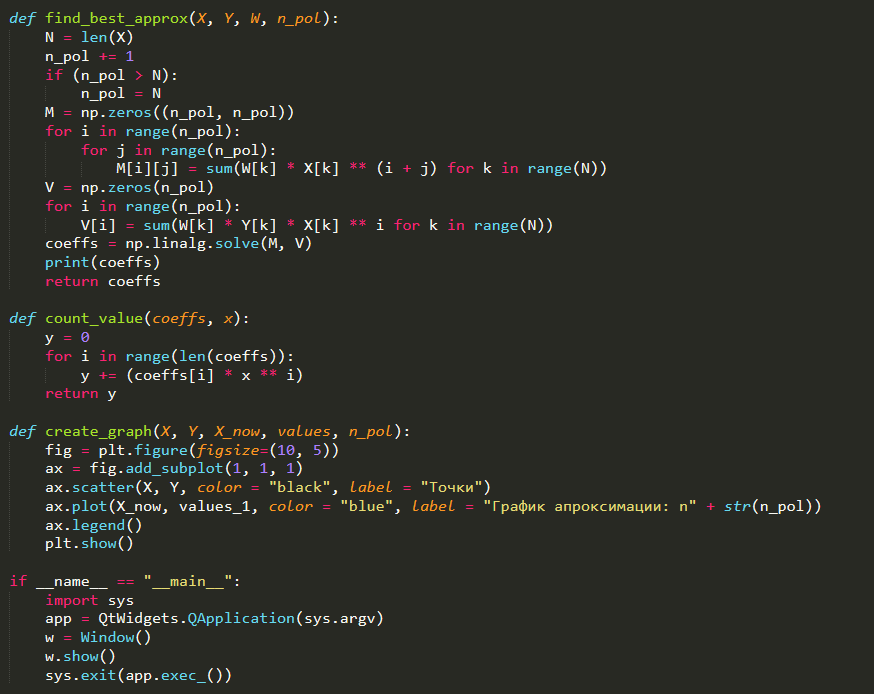 def find_best_approx(X, Y, W, n_pol):
    N = len(X)
    n_pol += 1
    if (n_pol > N):
        n_pol = N
    M = np.zeros((n_pol, n_pol))
    for i in range(n_pol):
        for j in range(n_pol):
            M[i][j] = sum(W[k] * X[k] ** (i + j) for k in range(N))
    V = np.zeros(n_pol)
    for i in range(n_pol):
        V[i] = sum(W[k] * Y[k] * X[k] ** i for k in range(N))
    coeffs = np.linalg.solve(M, V)
    print(coeffs)
    return coeffs
def count_value(coeffs, x):
    y = 0
    for i in range(len(coeffs)):
        y += (coeffs[i] * x ** i)
    return y
def create_graph(X, Y, X_now, values, n_pol):
    fig = plt.figure(figsize=(10, 5))
    ax = fig.add_subplot(1, 1, 1)
    ax.scatter(X, Y, color = "black", label = "Точки")
    ax.plot(X_now, values_1, color = "blue", label = "График апроксимации: n" + str(n_pol))
    ax.legend()
    plt.show()
if __name__ == "__main__":
    import sys
    app = QtWidgets.QApplication(sys.argv)
    w = Window()
    w.show()
    sys.exit(app.exec_())